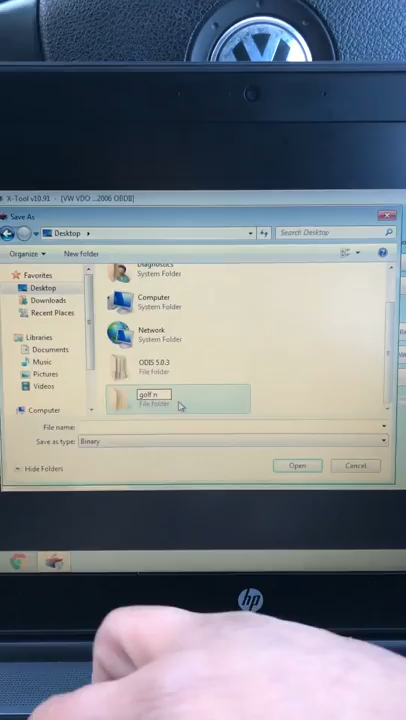 X-Tool v10.91 - [VW VDO ...2006 OBDII]
Save As
Desktop
Search Desktop
Organize
New folder
Favorites
Desktop
Downloads
Recent Places
Libraries
Documents
Music
Pictures
Videos
Computer
Diagnostics
System Folder
Computer
System Folder
Network
System Folder
ODIS 5.0.3
File folder
golf n
File folder
File name:
Save as type:
Binary
Hide Folders
Open
Cancel
hp